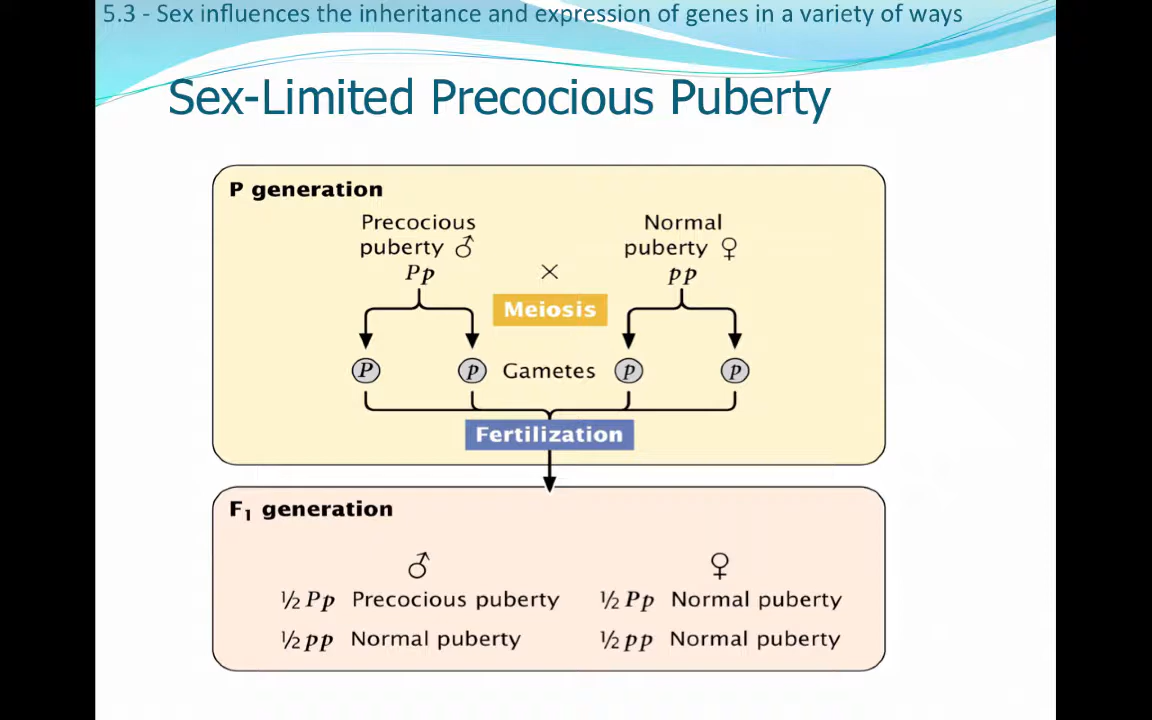 5.3 - Sex influences the inheritance and expression of genes in a variety of ways
Sex-Limited Precocious Puberty
P generation
Precocious
puberty ♂
Pp
×
Normal
puberty ♀
pp
Meiosis
P p Gametes p p
Fertilization
F₁ generation
♂ ♀
½ Pp Precocious puberty ½ Pp Normal puberty
½ pp Normal puberty ½ pp Normal puberty